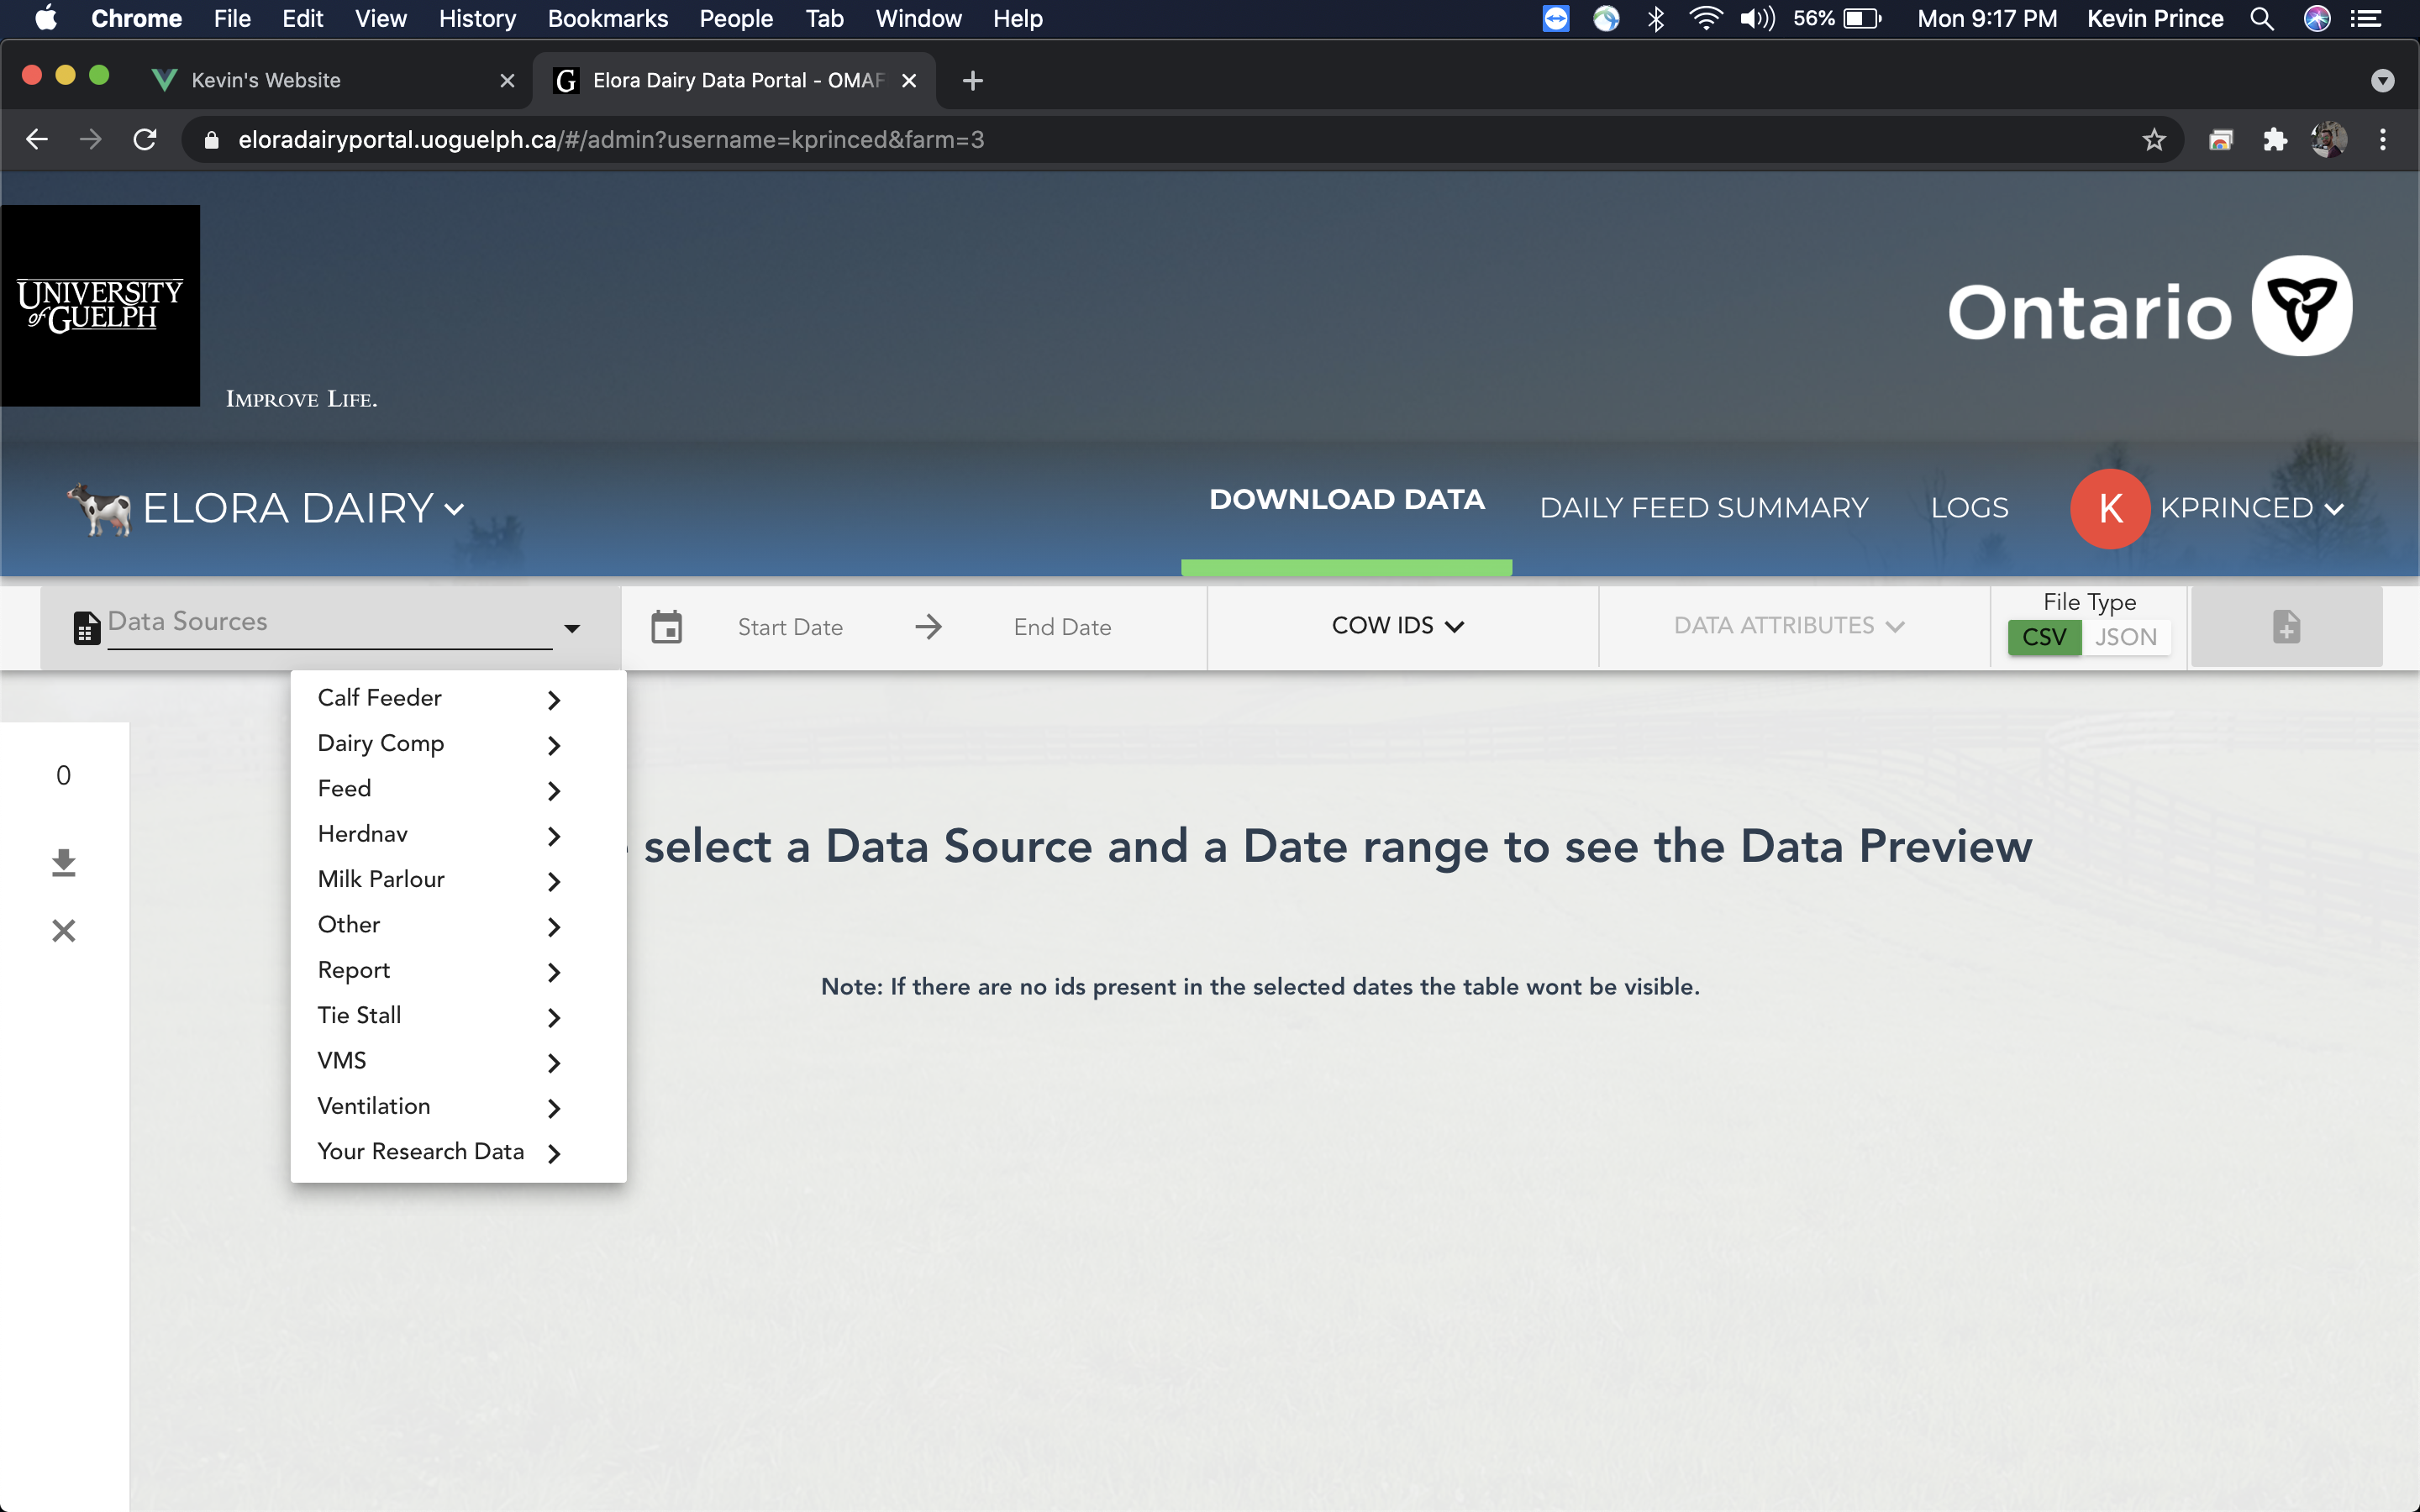 Chrome File Edit View History Bookmarks People Tab Window Help 56% Mon 9:17 PM Kevin Prince
Kevin's Website Elora Dairy Data Portal - OMAF
eloradairyportal.uoguelph.ca/#/admin?username=kprinced&farm=3
UNIVERSITY
of GUELPH
Ontario
IMPROVE LIFE.
ELORA DAIRY DOWNLOAD DATA DAILY FEED SUMMARY LOGS K KPRINCED
Data Sources Start Date End Date COW IDS DATA ATTRIBUTES File Type
CSV JSON
Calf Feeder
Dairy Comp
0
Feed
Herdnav
select a Data Source and a Date range to see the Data Preview
Milk Parlour
Other
Report
Note: If there are no ids present in the selected dates the table wont be visible.
Tie Stall
VMS
Ventilation
Your Research Data